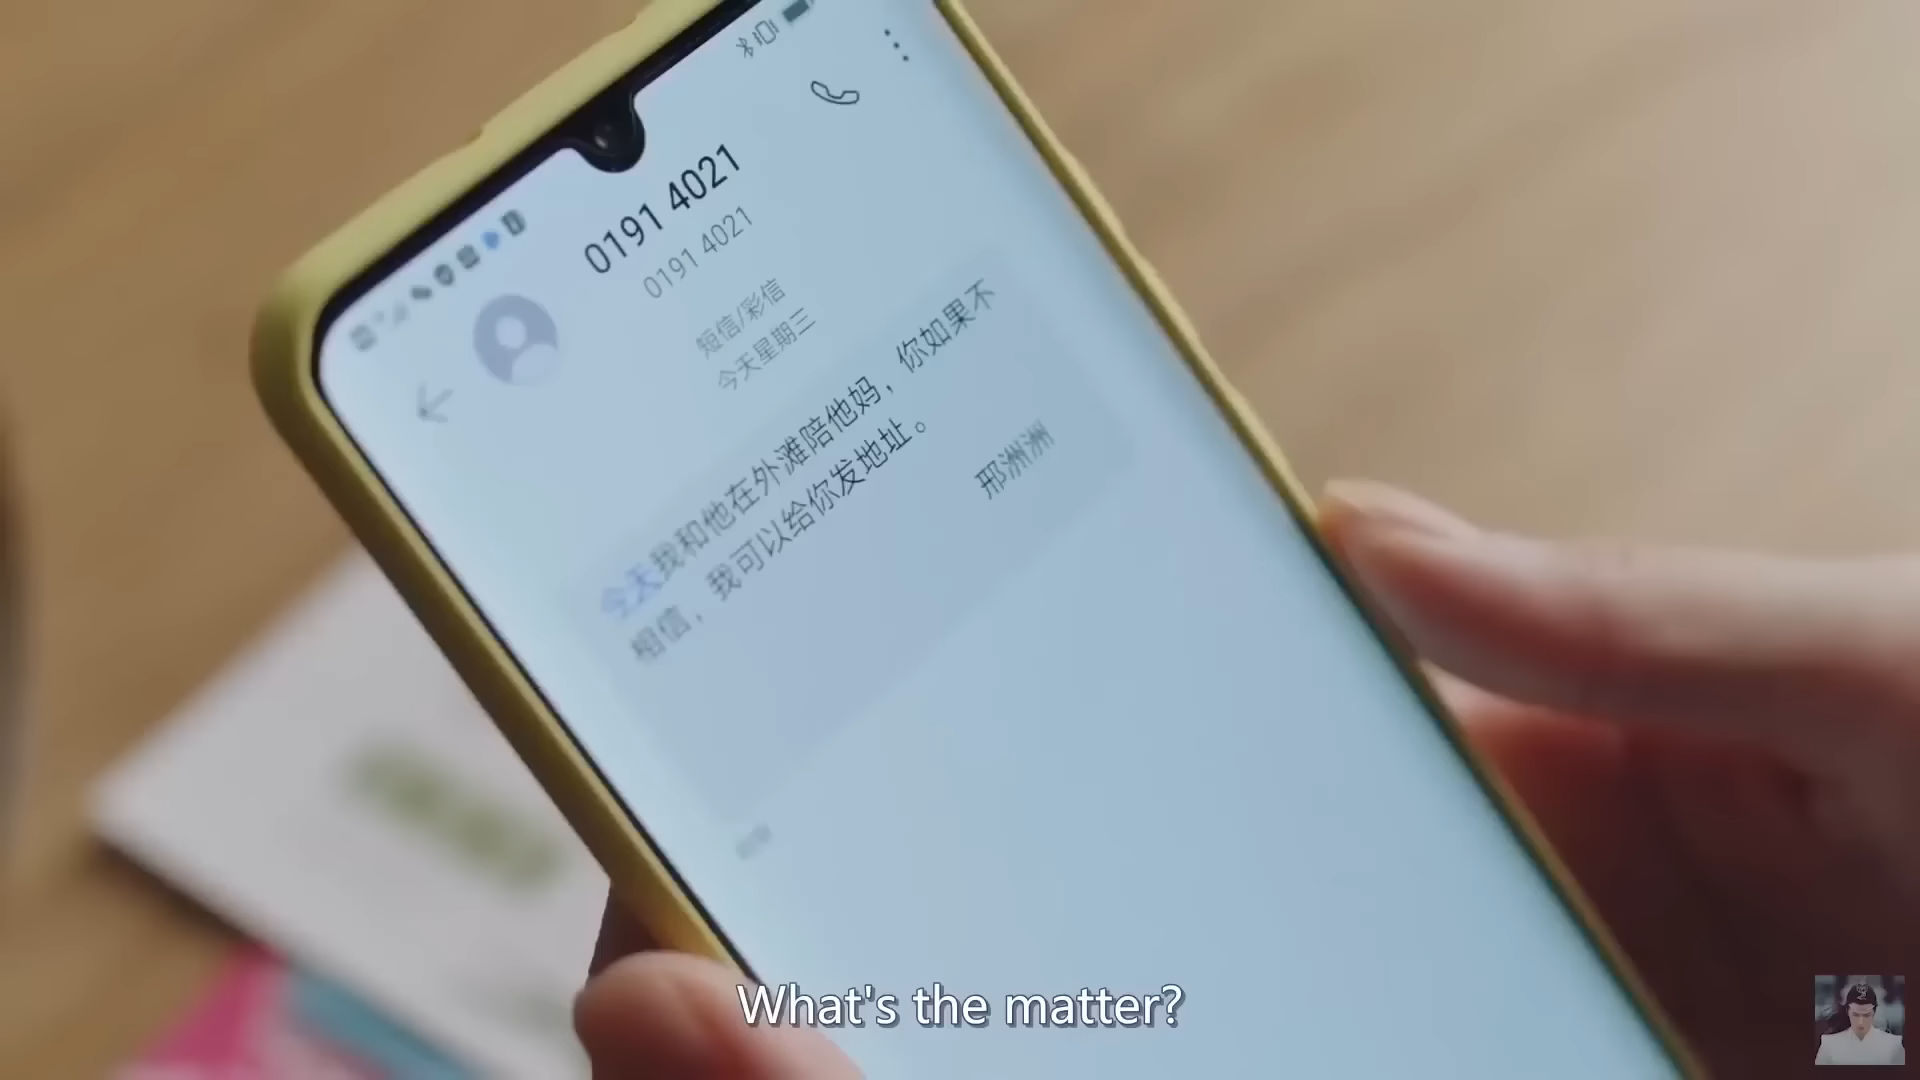 0191 4021
0191 4021
短信/彩信
今天星期三
今天我和他在外滩陪他妈，你如果不
相信，我可以给你发地址。
邢洲洲
What's the matter?